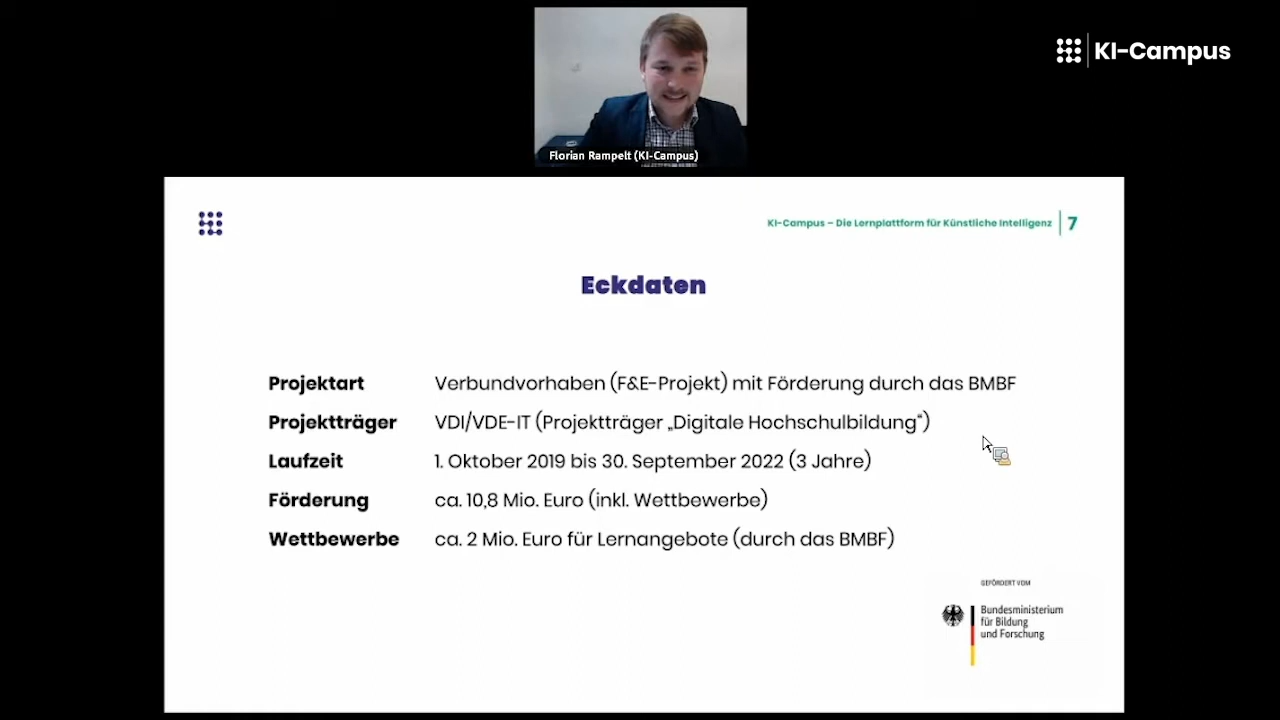 KI-Campus
Florian Rampelt (KI-Campus)
KI-Campus – Die Lernplattform für Künstliche Intelligenz 7
Eckdaten
Projektart Verbundvorhaben (F&E-Projekt) mit Förderung durch das BMBF
Projektträger VDI/VDE-IT (Projektträger „Digitale Hochschulbildung“)
Laufzeit 1. Oktober 2019 bis 30. September 2022 (3 Jahre)
Förderung ca. 10,8 Mio. Euro (inkl. Wettbewerbe)
Wettbewerbe ca. 2 Mio. Euro für Lernangebote (durch das BMBF)
GEFÖRDERT VOM
Bundesministerium
für Bildung
und Forschung